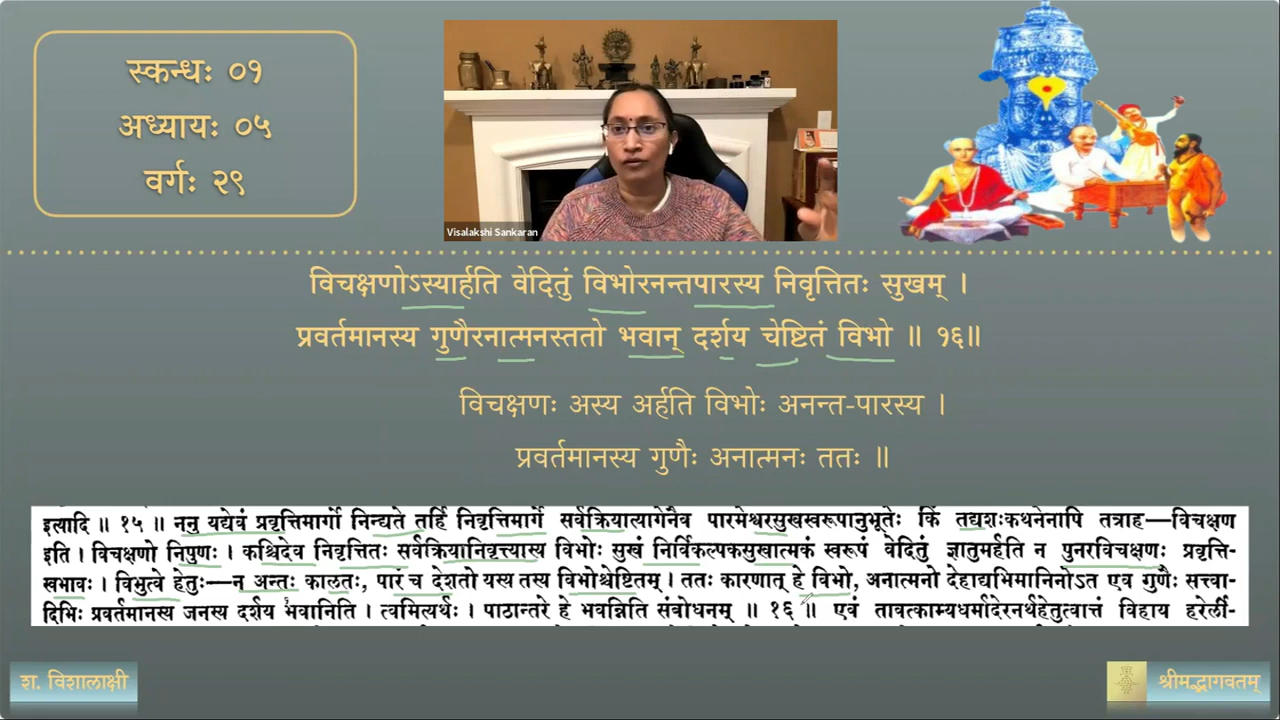 स्कन्धः ०१
अध्यायः ०५
वर्गः २९
Visalakshi Sankaran
विचक्षणोऽस्यार्हति वेदितुं विभोरनन्तपारस्य निवृत्तितः सुखम् ।
प्रवर्तमानस्य गुणैरनात्मनस्ततो भवान् दर्शय चेष्टितं विभो ॥ १६॥
विचक्षणः अस्य अर्हति विभोः अनन्त-पारस्य ।
प्रवर्तमानस्य गुणैः अनात्मनः ततः ॥
इत्यादि ॥ १५ ॥ ननु यद्येवं प्रवृत्तिमार्गो निन्द्यते तर्हि निवृत्तिमार्गे सर्वक्रियात्यागेनैव पारमेश्वरसुखस्वरूपानुभूतेः किं तद्यशःकथनेनापि तत्राह—विचक्षण
इति । विचक्षणो निपुणः । कश्चिदेव निवृत्तितः सर्वक्रियानिवृत्त्यास्य विभोः सुखं निर्विकल्पकसुखात्मकं स्वरूपं वेदितुं ज्ञातुमर्हति न पुनरविचक्षणः प्रवृत्ति-
स्वभावः । विभुत्वे हेतुः—न अन्तः कालतः, पारं च देशतो यस्य तस्य विभोश्चेष्टितम् । ततः कारणात् हे विभो, अनात्मनो देहाद्यभिमानिनोऽत एव गुणैः सत्त्वा-
दिभिः प्रवर्तमानस्य जनस्य दर्शय भवानिति । त्वमित्यर्थः । पाठान्तरे हे भवन्निति संबोधनम् ॥ १६ ॥ एवं तावत्काम्यधर्मादेरनर्थहेतुत्वात्तं विहाय हरेर्ली-
श. विशालाक्षी
श्रीमद्भागवतम्